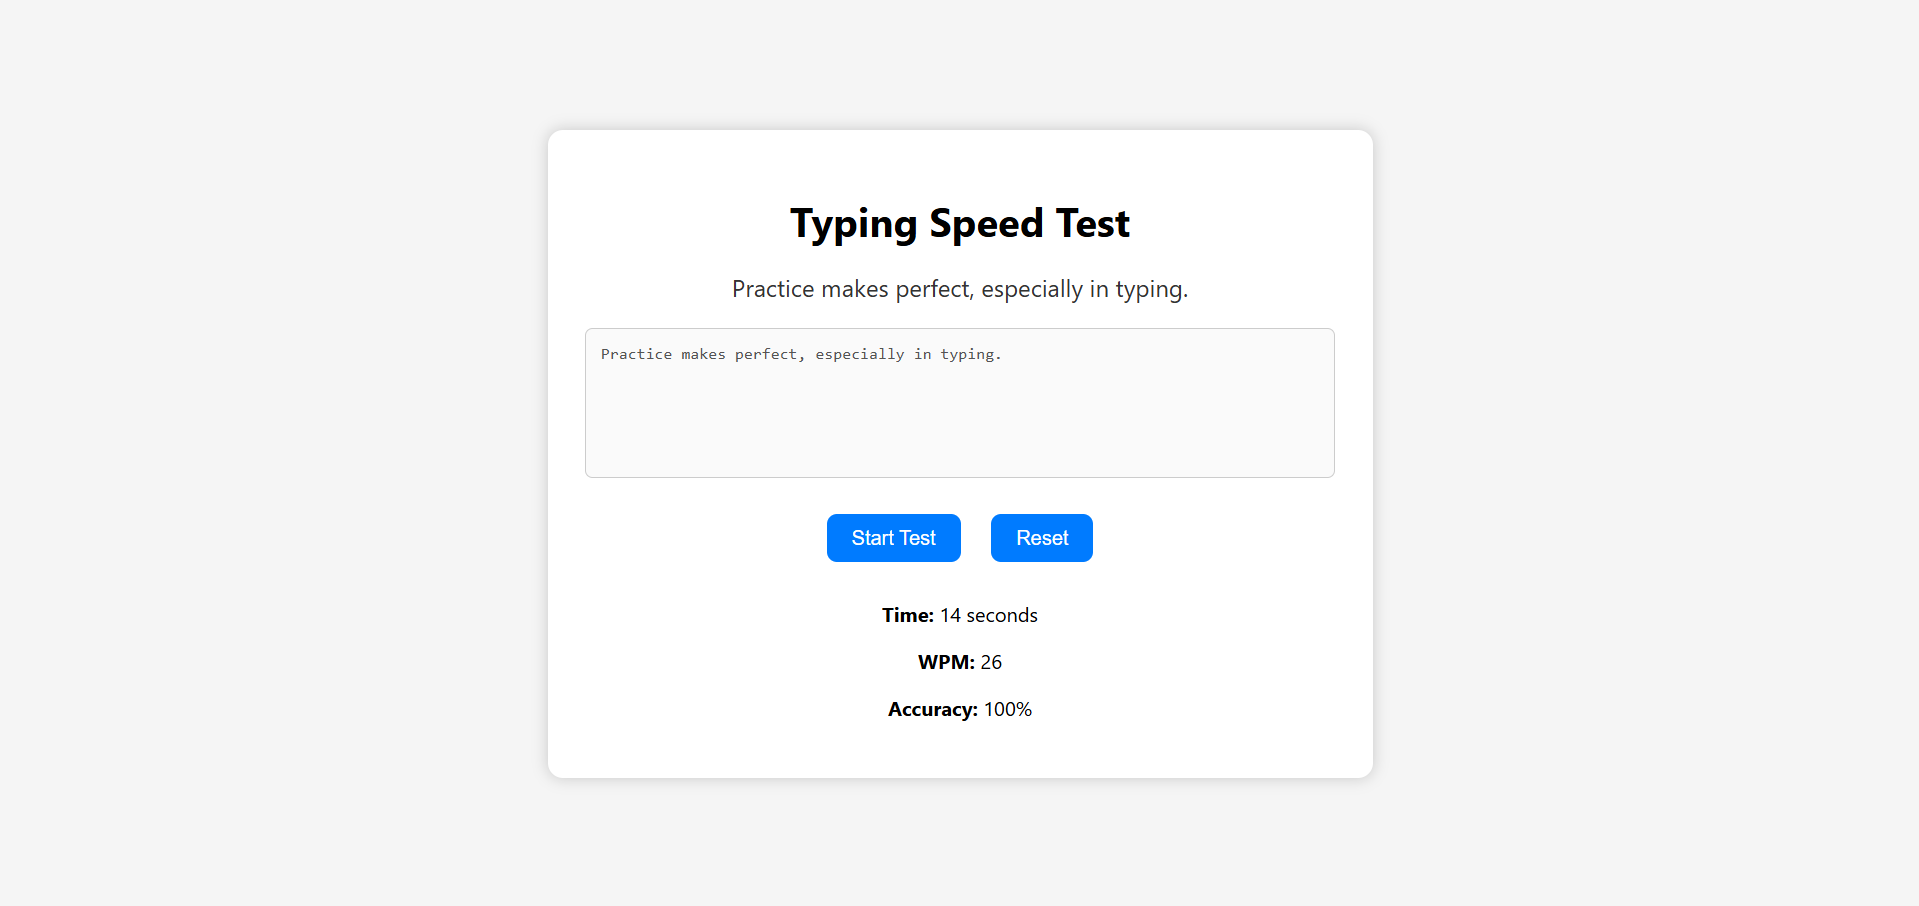 Typing Speed Test
Practice makes perfect, especially in typing.
Practice makes perfect, especially in typing.
Start Test
Reset
Time: 14 seconds
WPM: 26
Accuracy: 100%